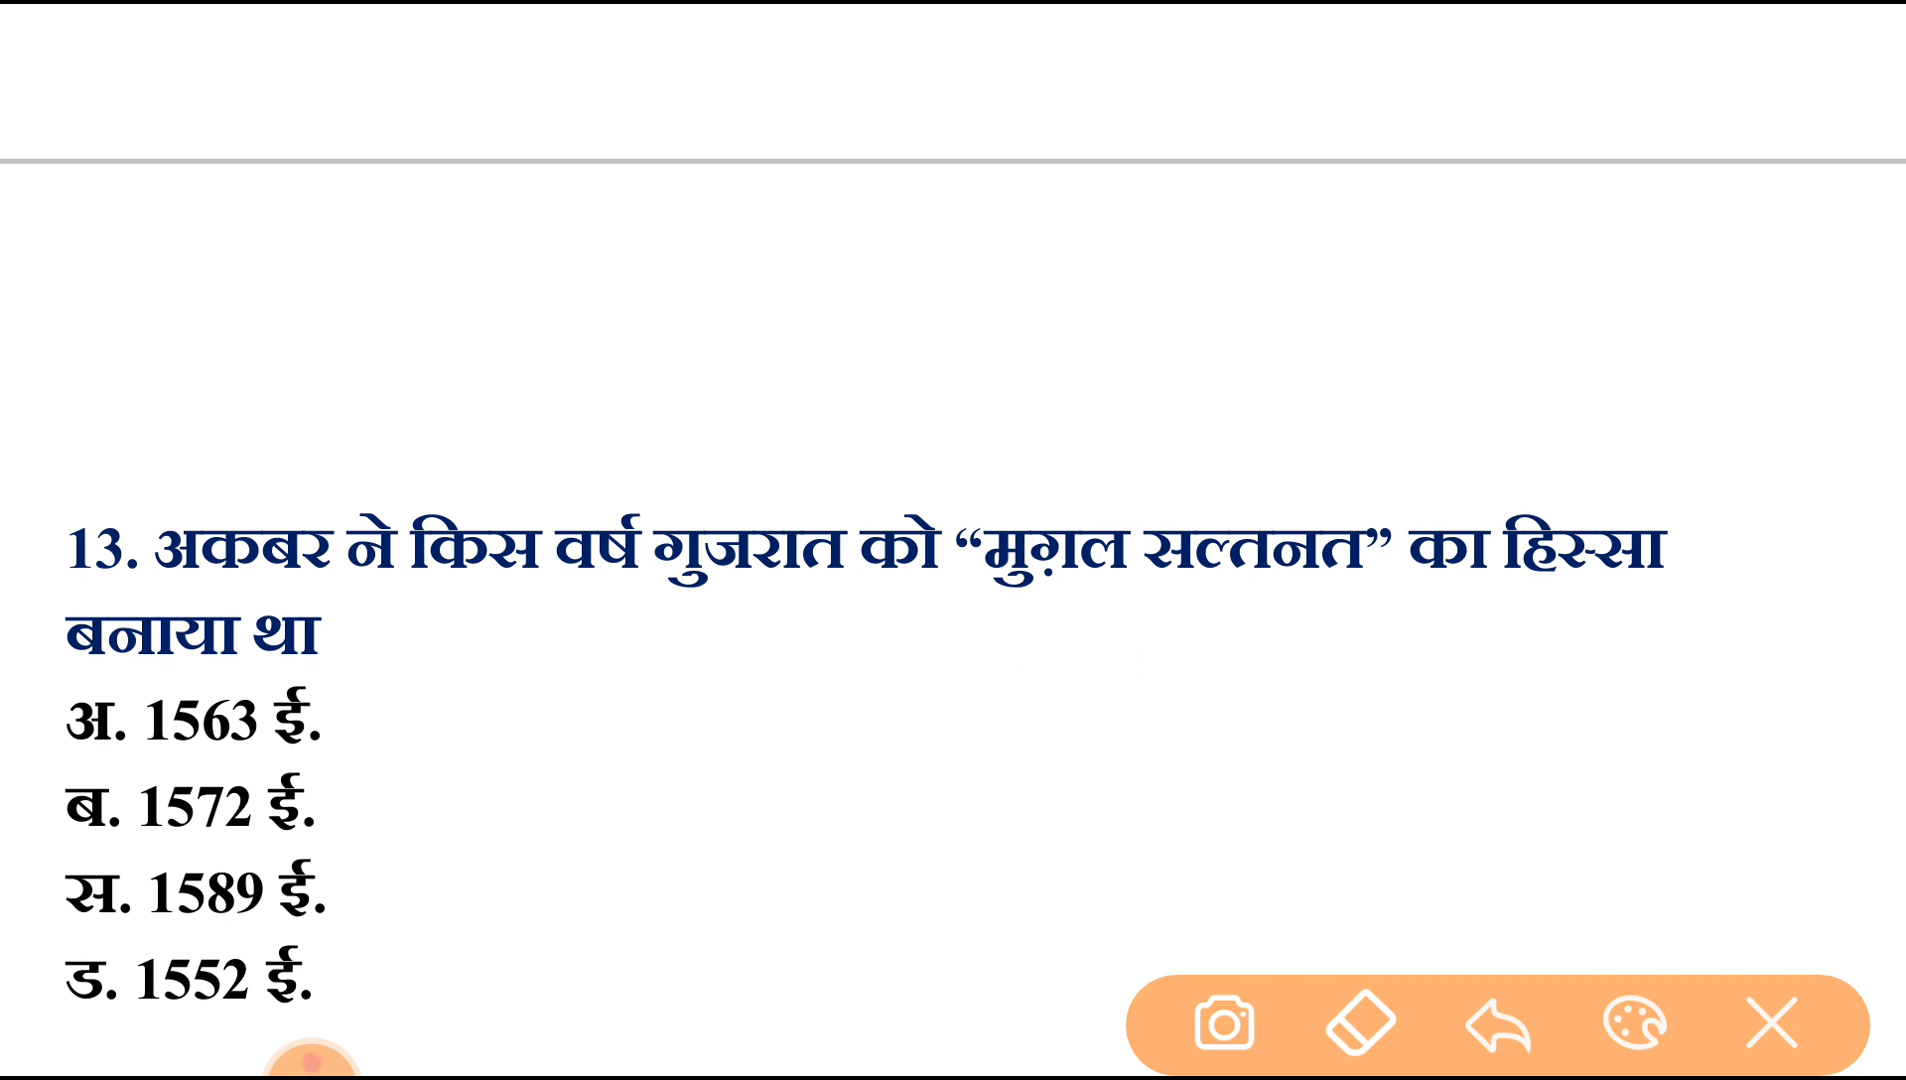 13. अकबर ने किस वर्ष गुजरात को “मुग़ल सल्तनत” का हिस्सा
बनाया था
अ. 1563 ई.
ब. 1572 ई.
स. 1589 ई.
ड. 1552 ई.